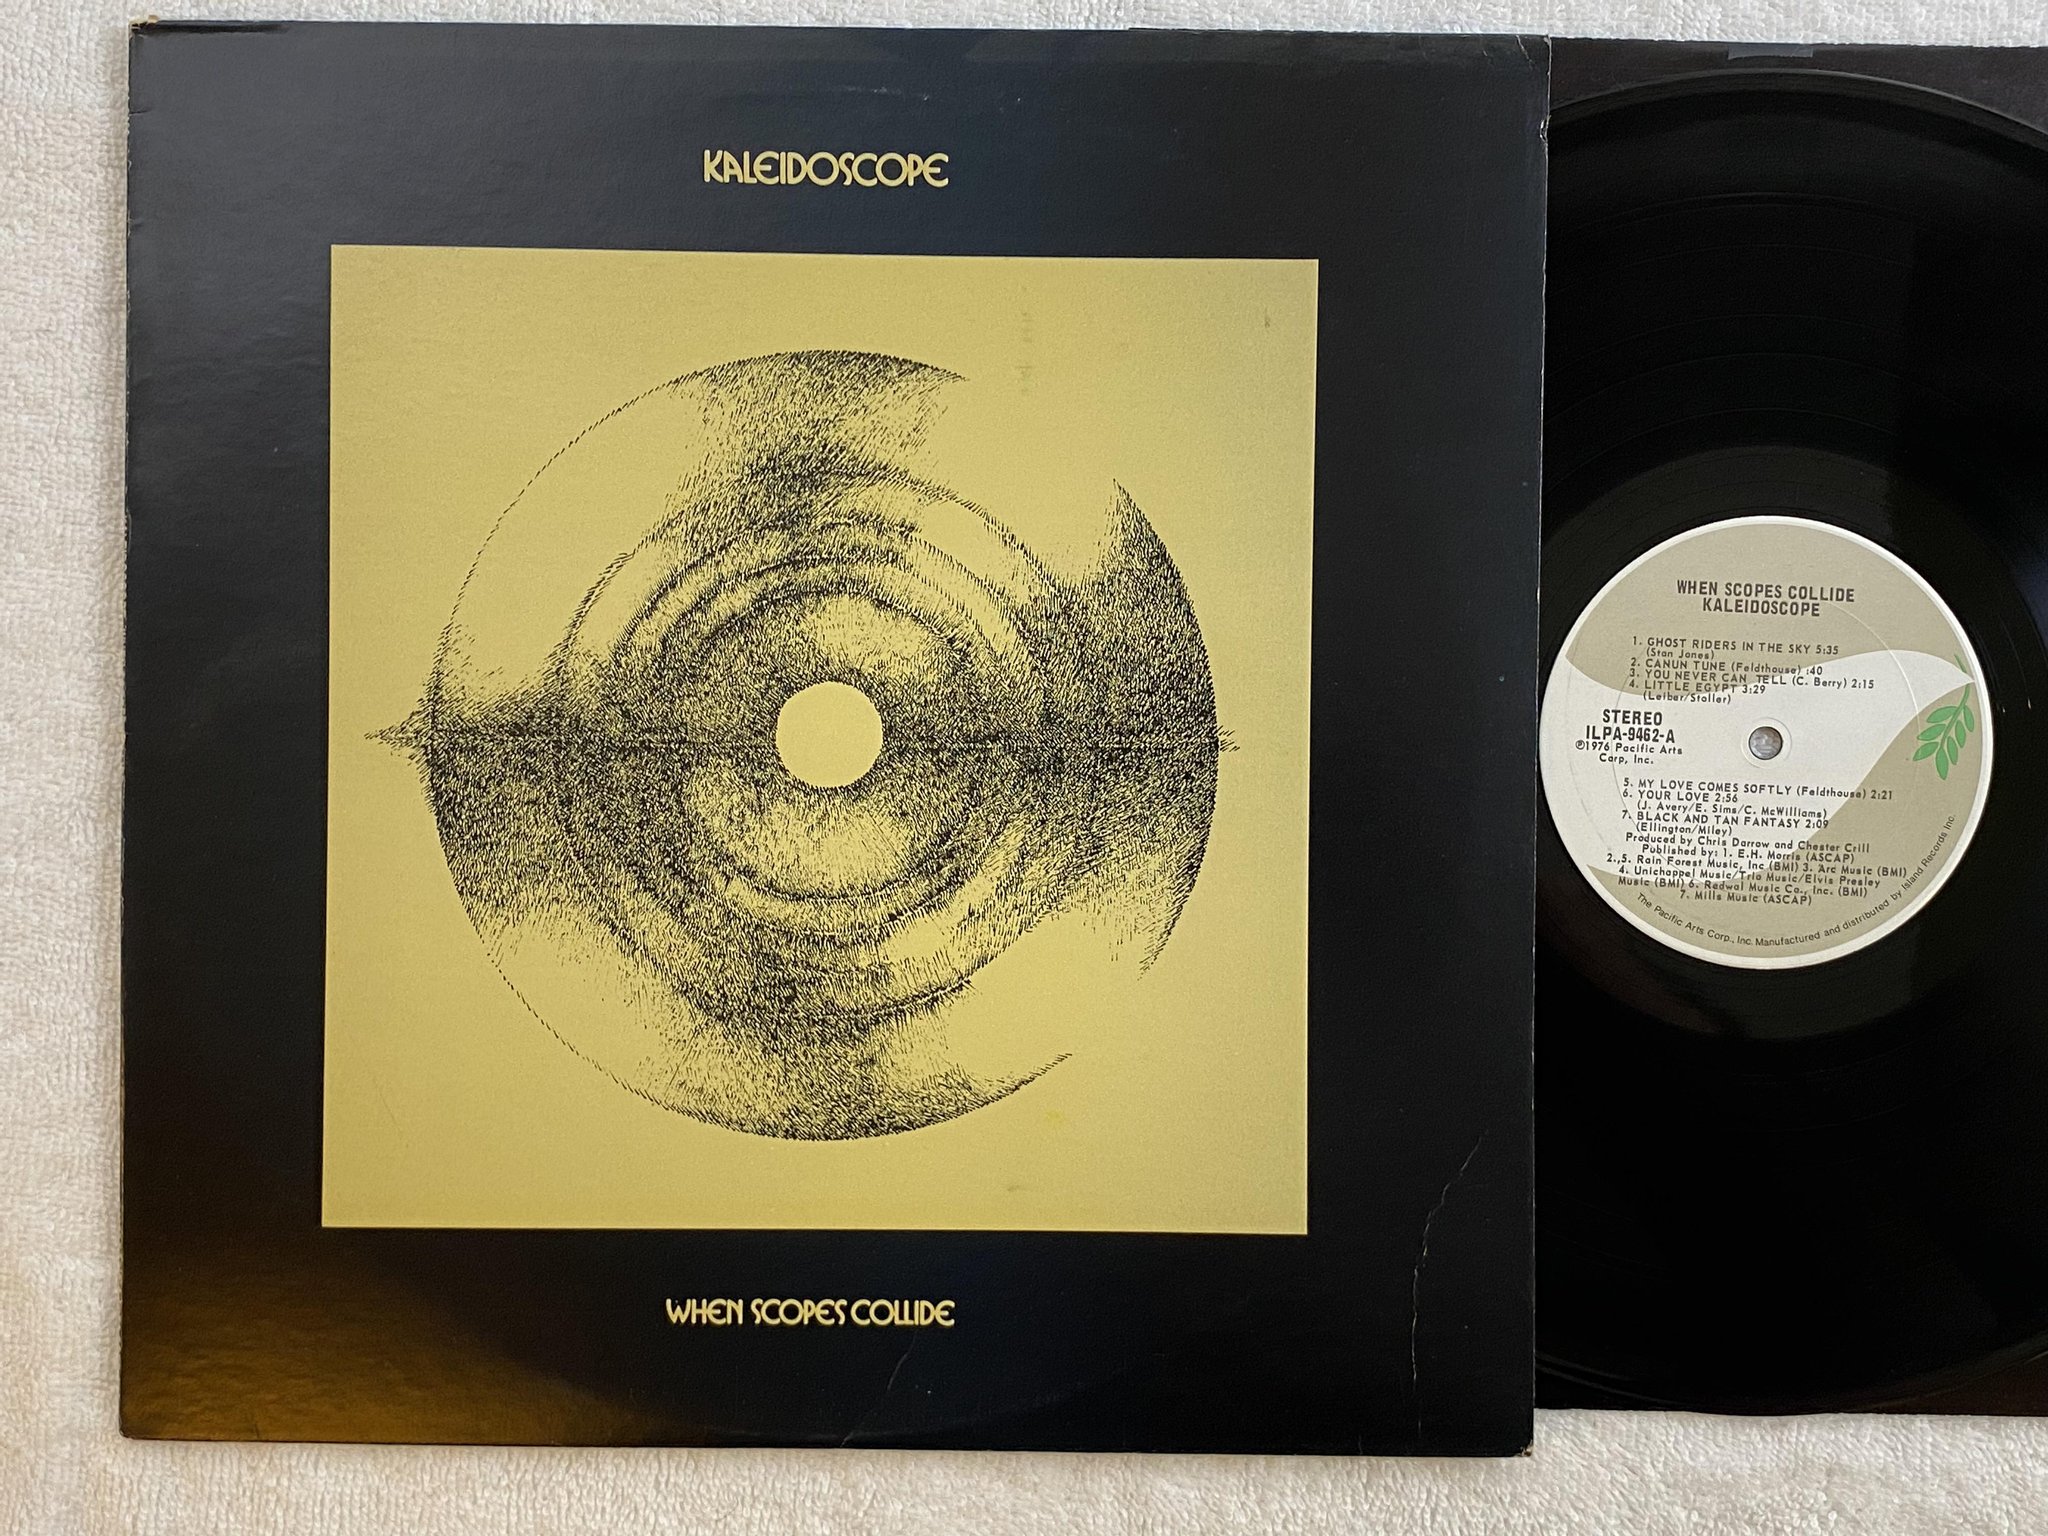 KALEIDOSCOPE
WHEN SCOPES COLLIDE
WHEN SCOPES COLLIDE
KALEIDOSCOPE
1. GHOST RIDERS IN THE SKY 5:35
(Stan Jones)
2. CANUN TUNE (Feldthouse) :40
3. YOU NEVER CAN TELL (C. Berry) 2:15
4. LITTLE EGYPT 3:29
(Leiber/Stoller)
STEREO
ILPA-9462-A
℗1976 Pacific Arts
Corp, Inc.
5. MY LOVE COMES SOFTLY (Feldthouse) 2:21
6. YOUR LOVE 2:56
(J. Avery/E. Sims/C. McWilliams)
7. BLACK AND TAN FANTASY 2:09
(Ellington/Miley)
Produced by Chris Darrow and Chester Crill
Published by: 1. E.H. Morris (ASCAP)
2.,5. Rain Forest Music, Inc (BMI) 3. Arc Music (BMI)
4. Unichappel Music/Trio Music/Elvis Presley
Music (BMI) 6. Redwal Music Co., Inc. (BMI)
7. Mills Music (ASCAP)
The Pacific Arts Corp., Inc. Manufactured and distributed by Island Records Inc.